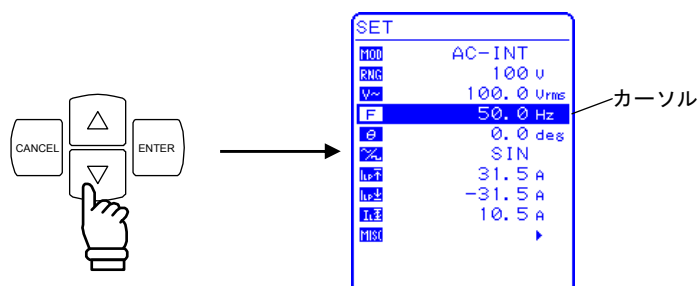 CANCEL
△
▽
ENTER
SET
MOD AC-INT
RNG 100 V
V~ 100.0 Vrms
F 50.0 Hz
θ 0.0 deg
SIN
31.5 A
-31.5 A
10.5 A
MISC ▶
カーソル